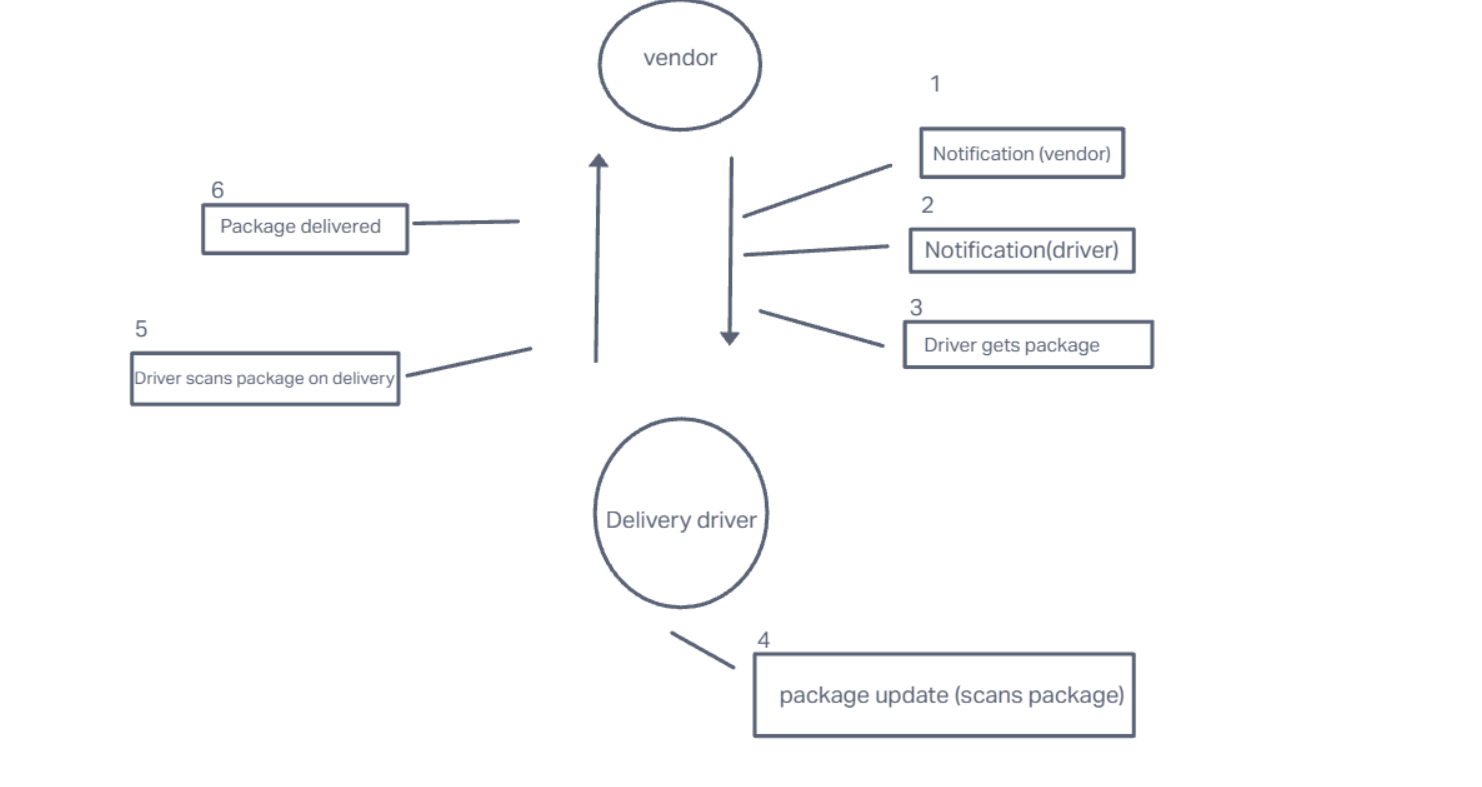 vendor
1
Notification (vendor)
2
Notification(driver)
3
Driver gets package
6
Package delivered
5
Driver scans package on delivery
Delivery driver
4
package update (scans package)